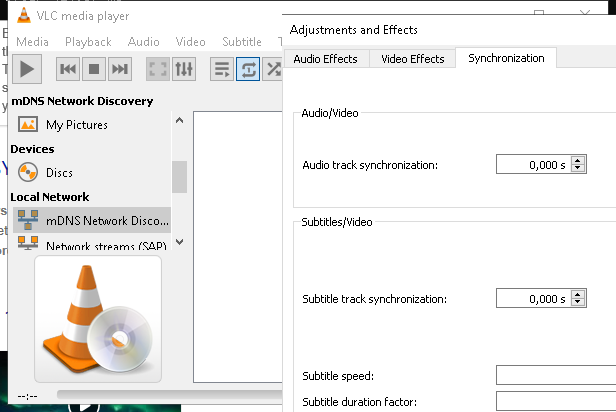 VLC media player
Media Playback Audio Video Subtitle
mDNS Network Discovery
My Pictures
Devices
Discs
Local Network
mDNS Network Disco...
Network streams (SAP)
--:--
Adjustments and Effects
Audio Effects Video Effects Synchronization
Audio/Video
Audio track synchronization: 0,000 s
Subtitles/Video
Subtitle track synchronization: 0,000 s
Subtitle speed:
Subtitle duration factor: